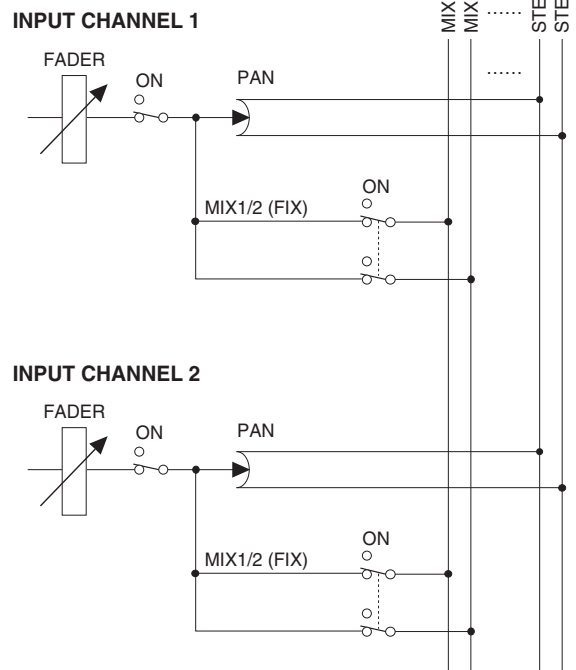 INPUT CHANNEL 1
MIX
MIX
......
STE
STE
......
FADER
ON
PAN
ON
MIX1/2 (FIX)
INPUT CHANNEL 2
FADER
ON
PAN
ON
MIX1/2 (FIX)